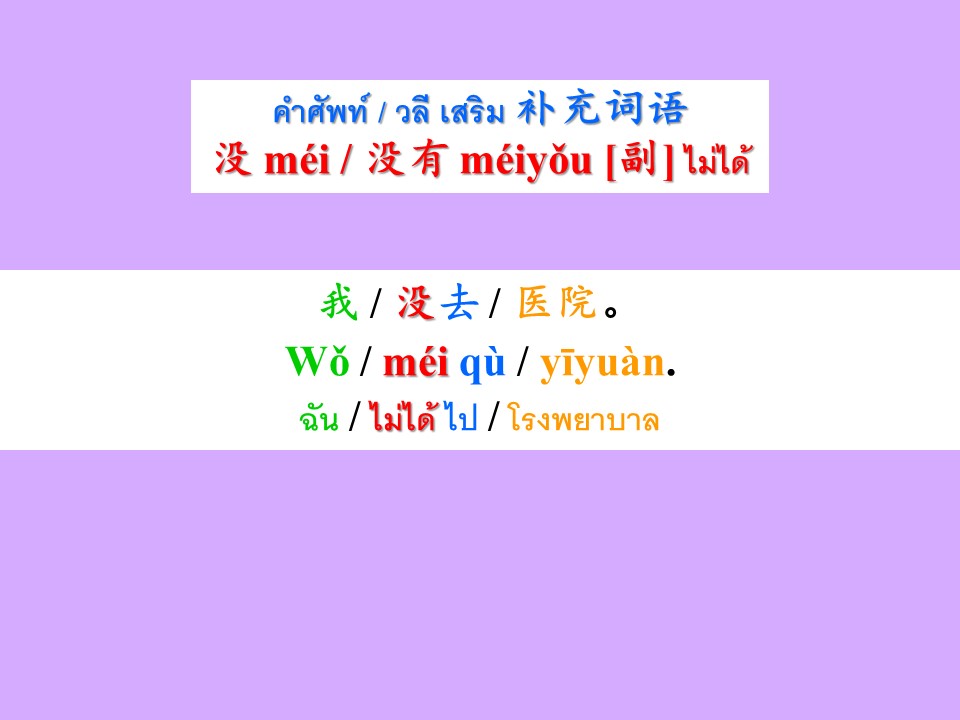 คำศัพท์ / วลี เสริม 补充词语
没 méi / 没有 méiyǒu [副] ไม่ได้
我 / 没去 / 医院。
Wǒ / méi qù / yīyuàn.
ฉัน / ไม่ได้ ไป / โรงพยาบาล